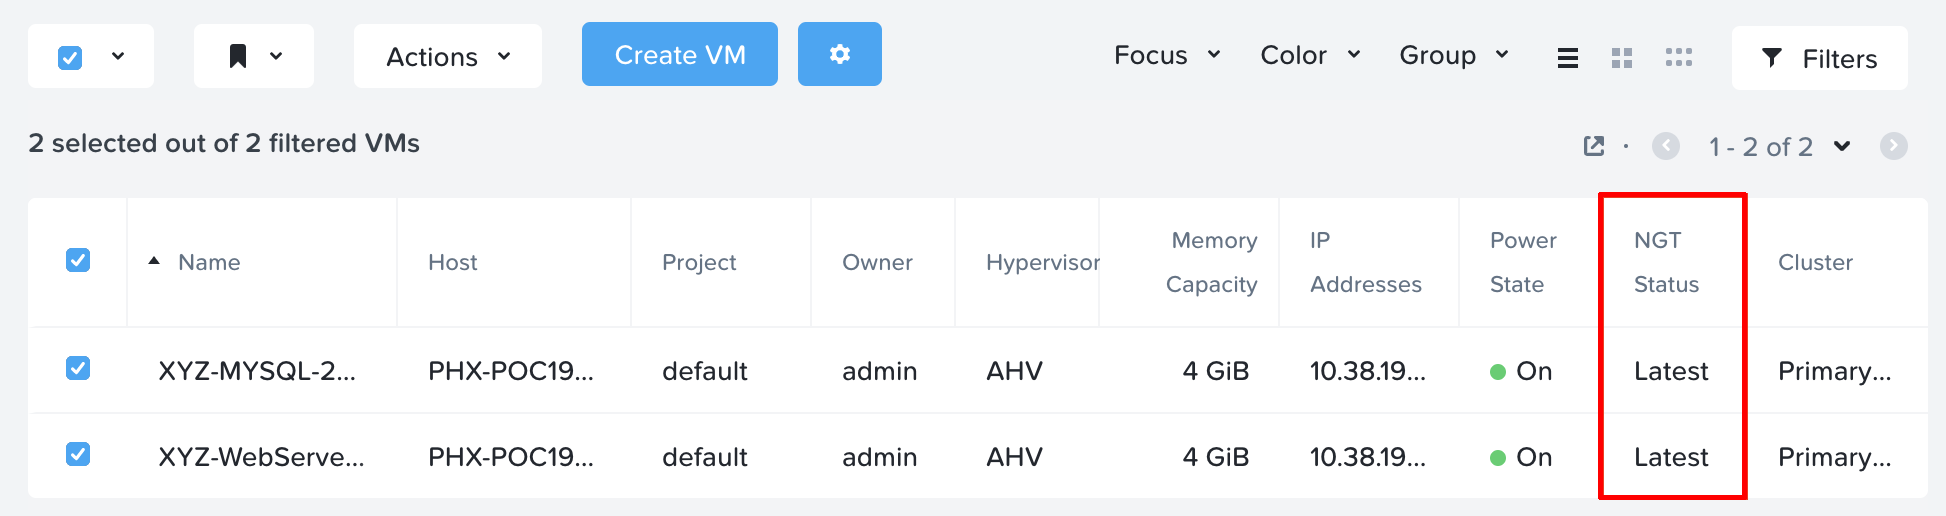 Actions Create VM Focus Color Group Filters
2 selected out of 2 filtered VMs 1 - 2 of 2
Name Host Project Owner Hypervisor Memory Capacity IP Addresses Power State NGT Status Cluster
XYZ-MYSQL-2... PHX-POC19... default admin AHV 4 GiB 10.38.19... On Latest Primary...
XYZ-WebServe... PHX-POC19... default admin AHV 4 GiB 10.38.19... On Latest Primary...